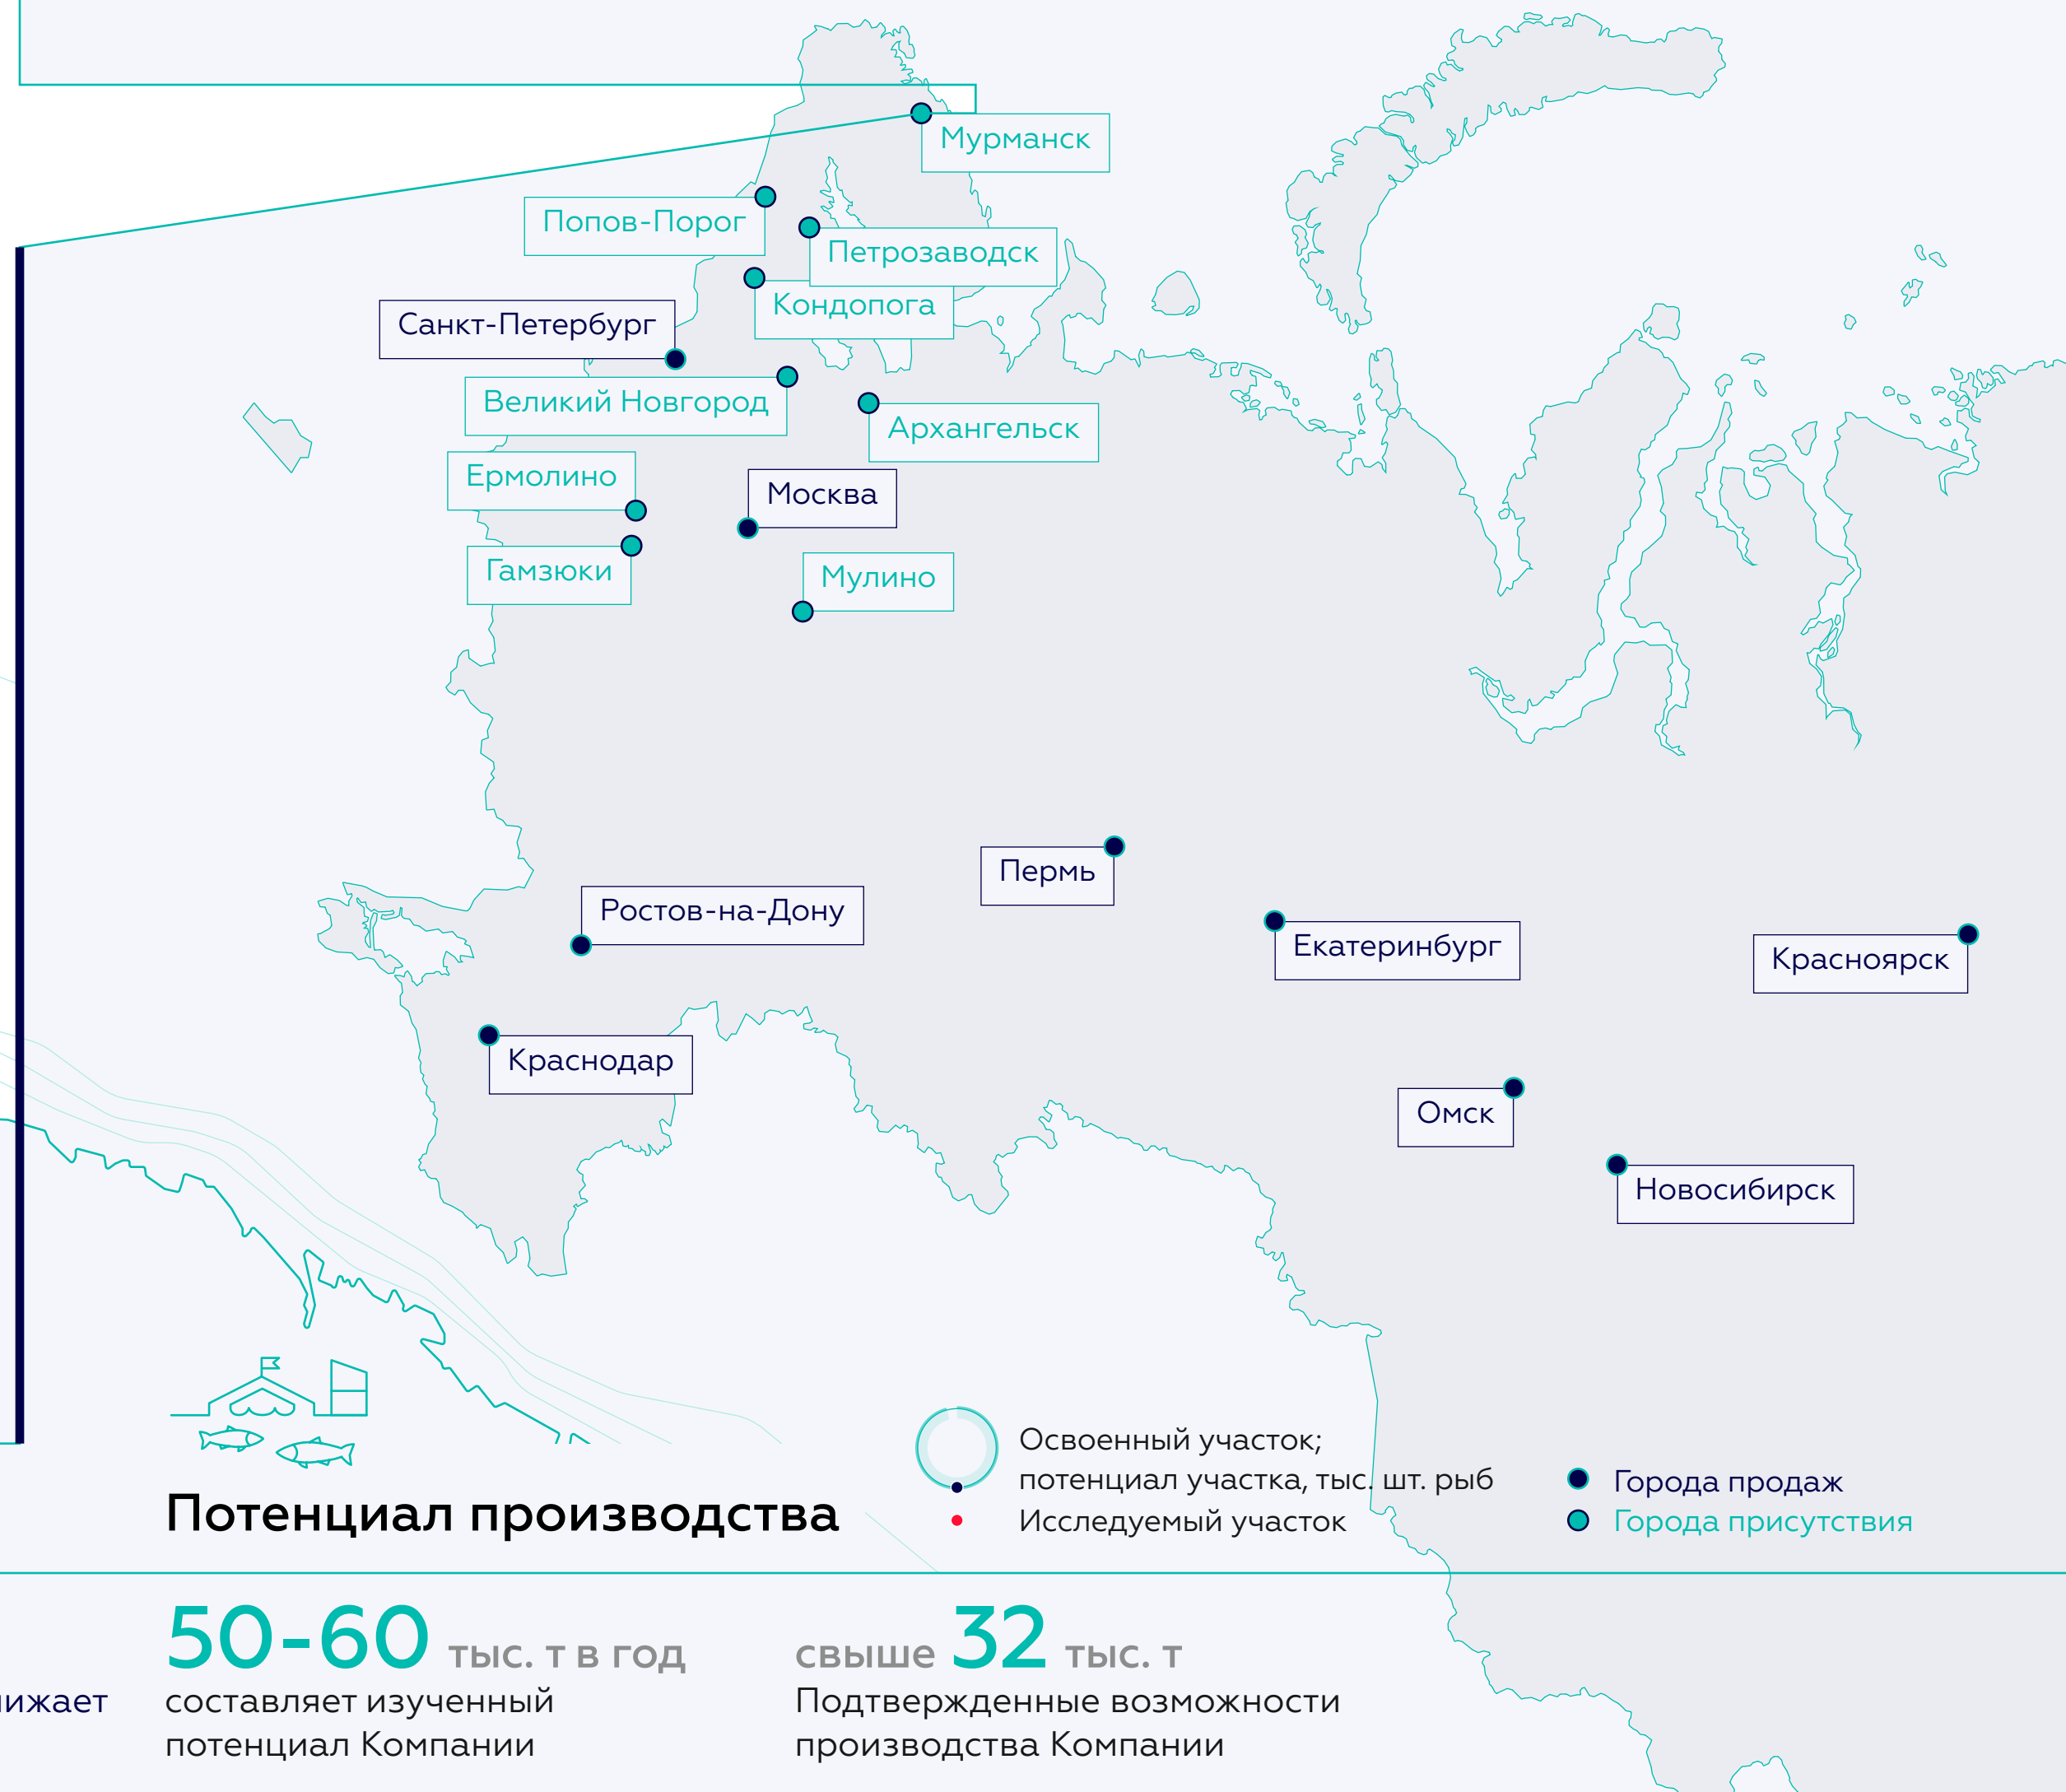 Мурманск
Попов-Порог
Петрозаводск
Кондопога
Санкт-Петербург
Великий Новгород
Архангельск
Ермолино
Москва
Гамзюки
Мулино
Пермь
Ростов-на-Дону
Екатеринбург
Красноярск
Краснодар
Омск
Новосибирск
Освоенный участок;
потенциал участка, тыс. шт. рыб
Исследуемый участок
Города продаж
Города присутствия
Потенциал производства
50-60 тыс. т в год
составляет изученный
потенциал Компании
свыше 32 тыс. т
Подтвержденные возможности
производства Компании